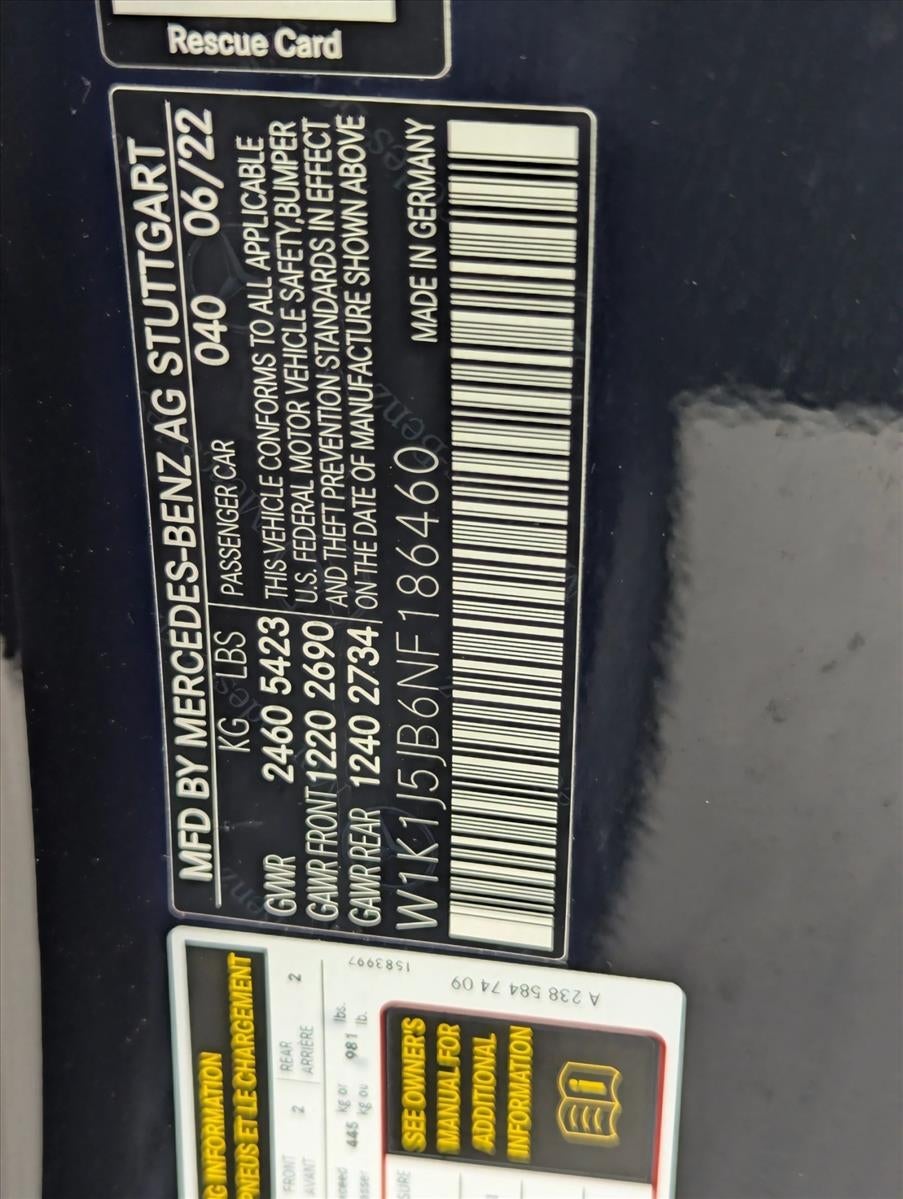 Rescue Card
MFD BY MERCEDES-BENZ AG STUTTGART
040 06/22
KG LBS
PASSENGER CAR
GVWR 2460 5423
GAWR FRONT 1220 2690
GAWR REAR 1240 2734
THIS VEHICLE CONFORMS TO ALL APPLICABLE
U.S. FEDERAL MOTOR VEHICLE SAFETY,BUMPER
AND THEFT PREVENTION STANDARDS IN EFFECT
ON THE DATE OF MANUFACTURE SHOWN ABOVE
MADE IN GERMANY
W1K1J5JB6NF186460
INFORMATION
PNEUS ET LE CHARGEMENT
FRONT 2 REAR 2
AVANT ARRIÈRE
445 kg or 981 lbs.
kg ou lb.
1583997
A 238 584 74 09
SEE OWNER'S
MANUAL FOR
ADDITIONAL
INFORMATION